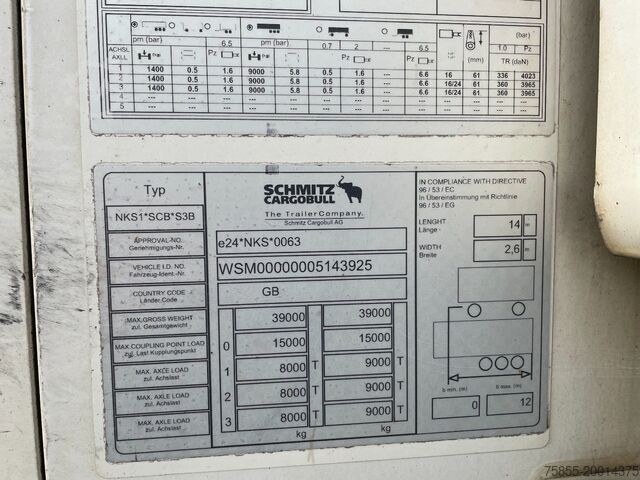 pm (bar)
6.5
pm (bar)
0.7 2 --- 6.5
(bar)
ACHSL
AXLL
Pz
Pz
Pz
1.0 Pz
TR (daN)
1 1400 0.5 1.6 9000 5.8 0.5 1.6 --- 6.6 16 61 336 4023
2 1400 0.5 1.6 9000 5.8 0.5 1.6 --- 6.6 16/24 61 360 3965
3 1400 0.5 1.6 9000 5.8 0.5 1.6 --- 6.6 16/24 61 360 3965
4 --- --- --- --- --- --- --- --- --- --- --- --- ---
5 --- --- --- --- --- --- --- --- --- --- --- --- ---
Typ
NKS1*SCB*S3B
SCHMITZ
CARGOBULL
The Trailer Company.
Schmitz Cargobull AG
IN COMPLIANCE WITH DIRECTIVE
96 / 53 / EC
In Übereinstimmung mit Richtlinie
96 / 53 / EG
APPROVAL-NO.
Genehmigungs-Nr.
e24*NKS*0063
VEHICLE I.D. NO.
Fahrzeug-Ident.-Nr.
WSM00000005143925
COUNTRY CODE
Länder Code
GB
LENGHT
Länge
14 m
WIDTH
Breite
2,6 m
MAX.GROSS WEIGHT
zul. Gesamtgewicht
39000 39000
MAX.COUPLING POINT LOAD
zul. Last Kupplungspunkt
0 15000 15000
MAX. AXLE LOAD
zul. Achslast
1 8000 T 9000 T
MAX. AXLE LOAD
zul. Achslast
2 8000 T 9000 T
MAX. AXLE LOAD
zul. Achslast
3 8000 T 9000 T
kg kg
b min. (m) b max. (m)
0 12
75855-20014375